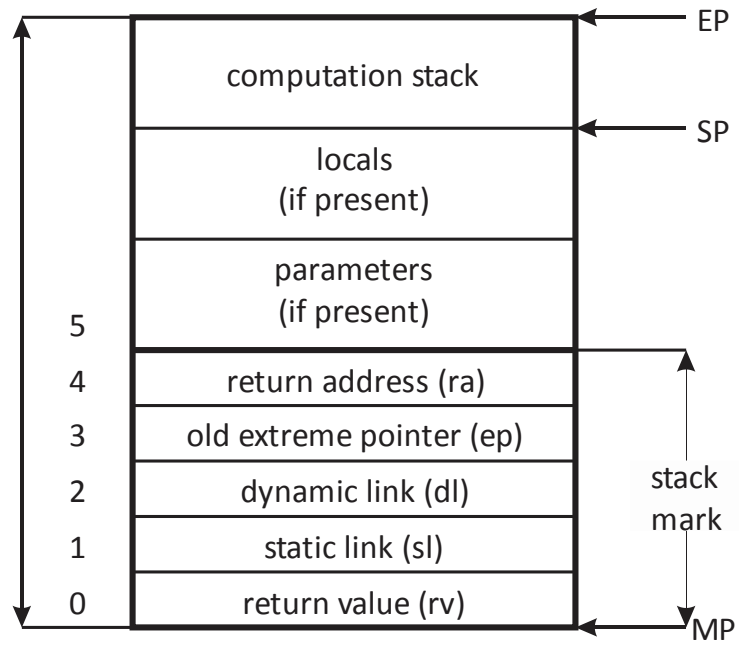 EP
computation stack
SP
locals
(if present)
parameters
(if present)
5
4 return address (ra)
3 old extreme pointer (ep)
2 dynamic link (dl)
1 static link (sl)
0 return value (rv)
stack
mark
MP